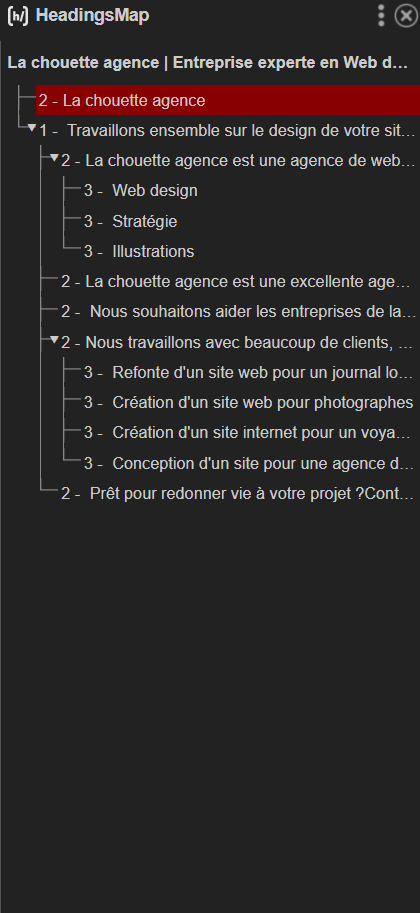 HeadingsMap
La chouette agence | Entreprise experte en Web d...
2 - La chouette agence
1 - Travaillons ensemble sur le design de votre sit...
2 - La chouette agence est une agence de web...
3 - Web design
3 - Stratégie
3 - Illustrations
2 - La chouette agence est une excellente age...
2 - Nous souhaitons aider les entreprises de la...
2 - Nous travaillons avec beaucoup de clients, ...
3 - Refonte d'un site web pour un journal lo...
3 - Création d'un site web pour photographes
3 - Création d'un site internet pour un voya...
3 - Conception d'un site pour une agence d...
2 - Prêt pour redonner vie à votre projet ?Cont...